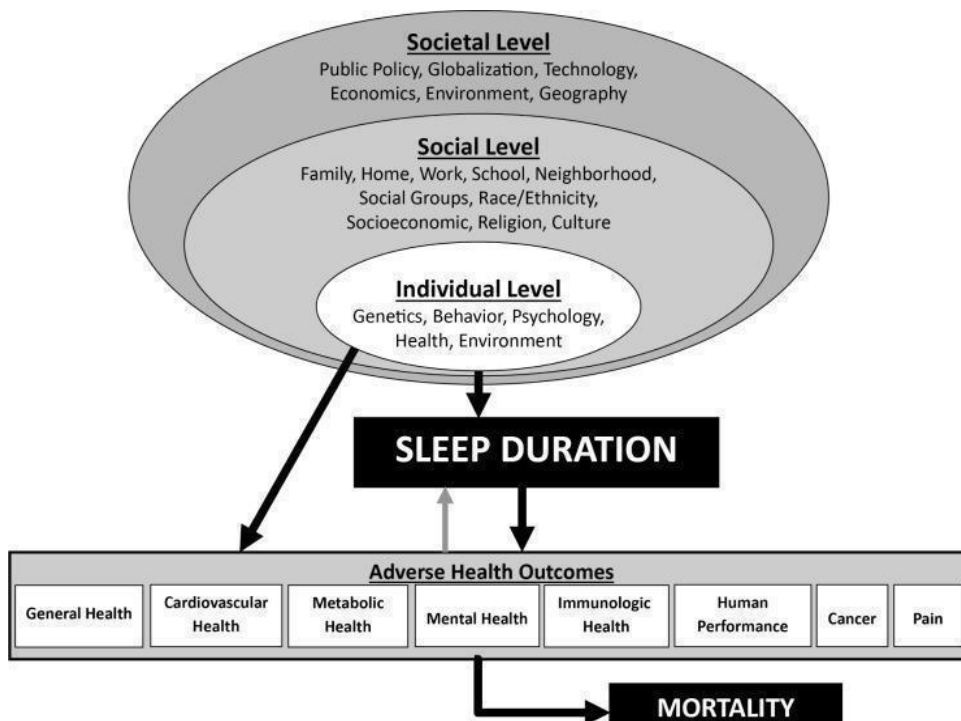 Societal Level
Public Policy, Globalization, Technology,
Economics, Environment, Geography
Social Level
Family, Home, Work, School, Neighborhood,
Social Groups, Race/Ethnicity,
Socioeconomic, Religion, Culture
Individual Level
Genetics, Behavior, Psychology,
Health, Environment
SLEEP DURATION
Adverse Health Outcomes
General Health
Cardiovascular
Health
Metabolic
Health
Mental Health
Immunologic
Health
Human
Performance
Cancer
Pain
MORTALITY